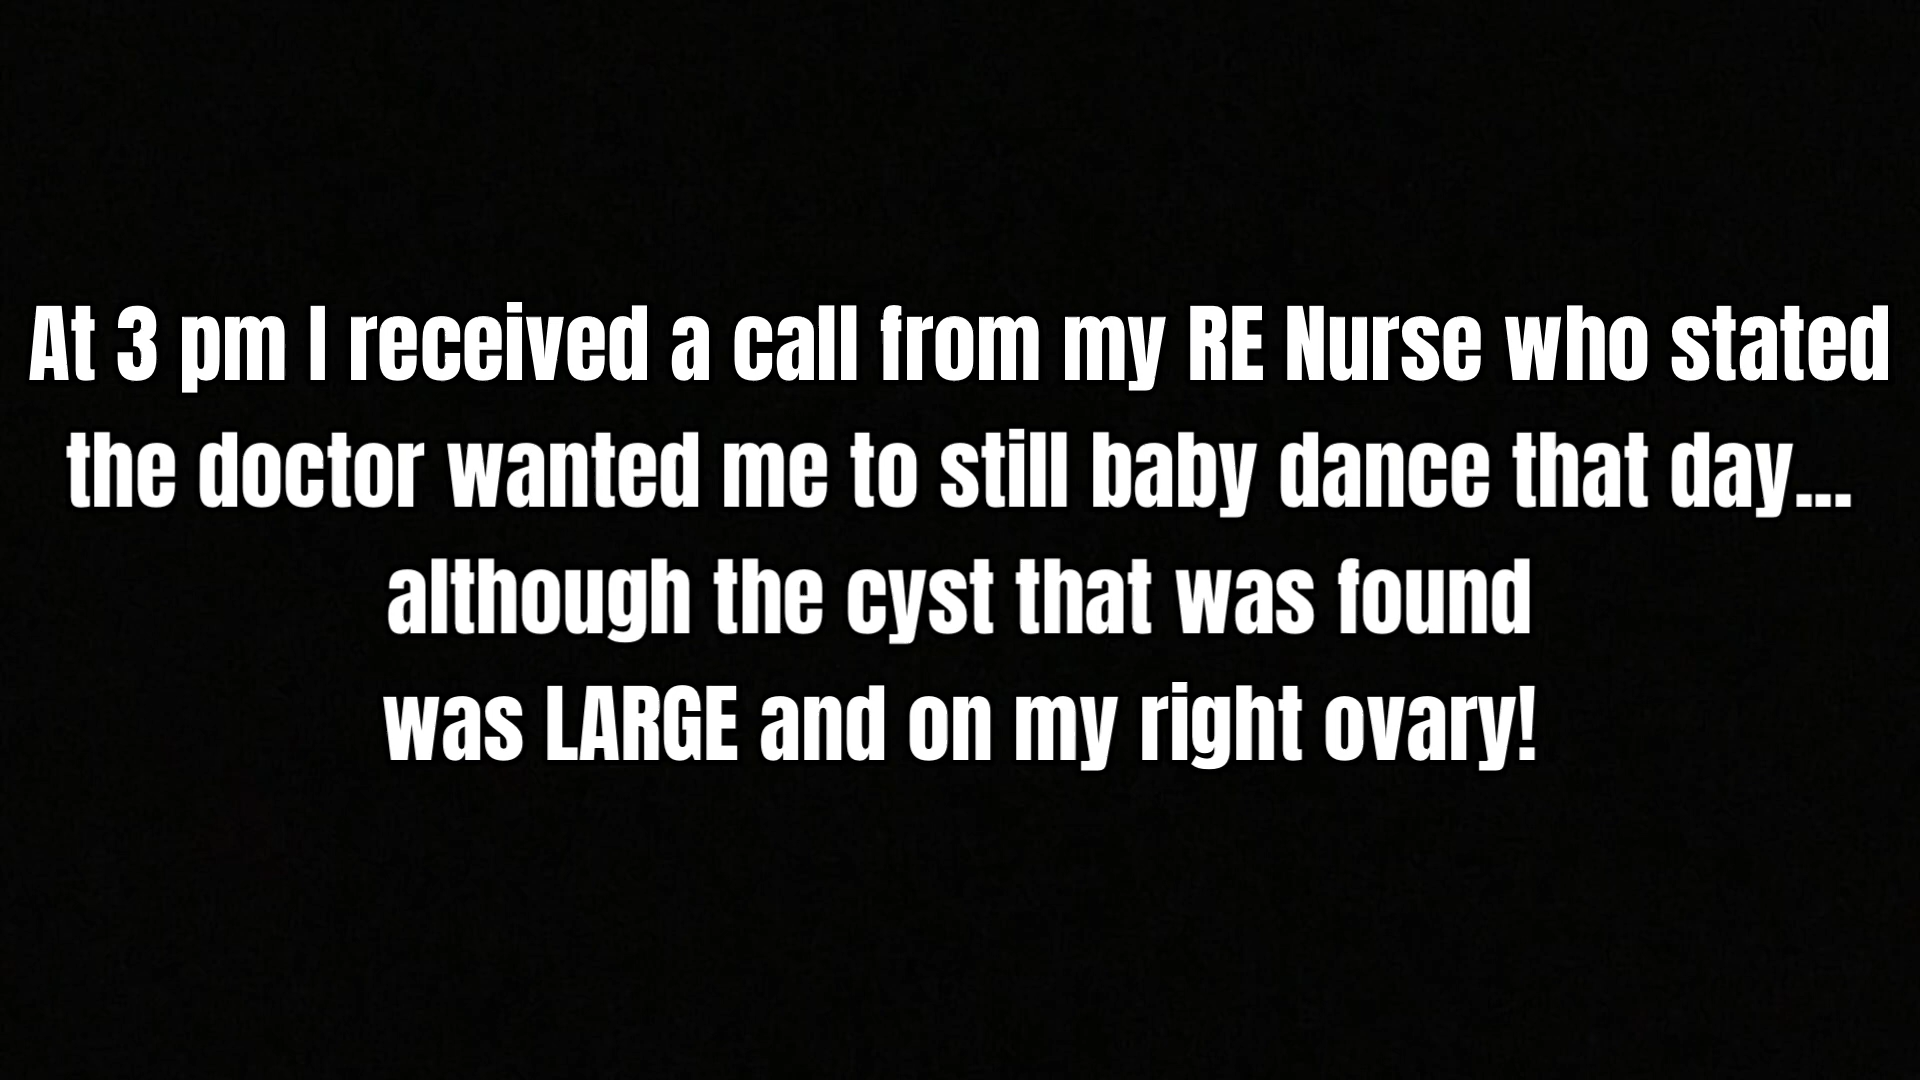 At 3 pm I received a call from my RE Nurse who stated
the doctor wanted me to still baby dance that day...
although the cyst that was found
was LARGE and on my right ovary!